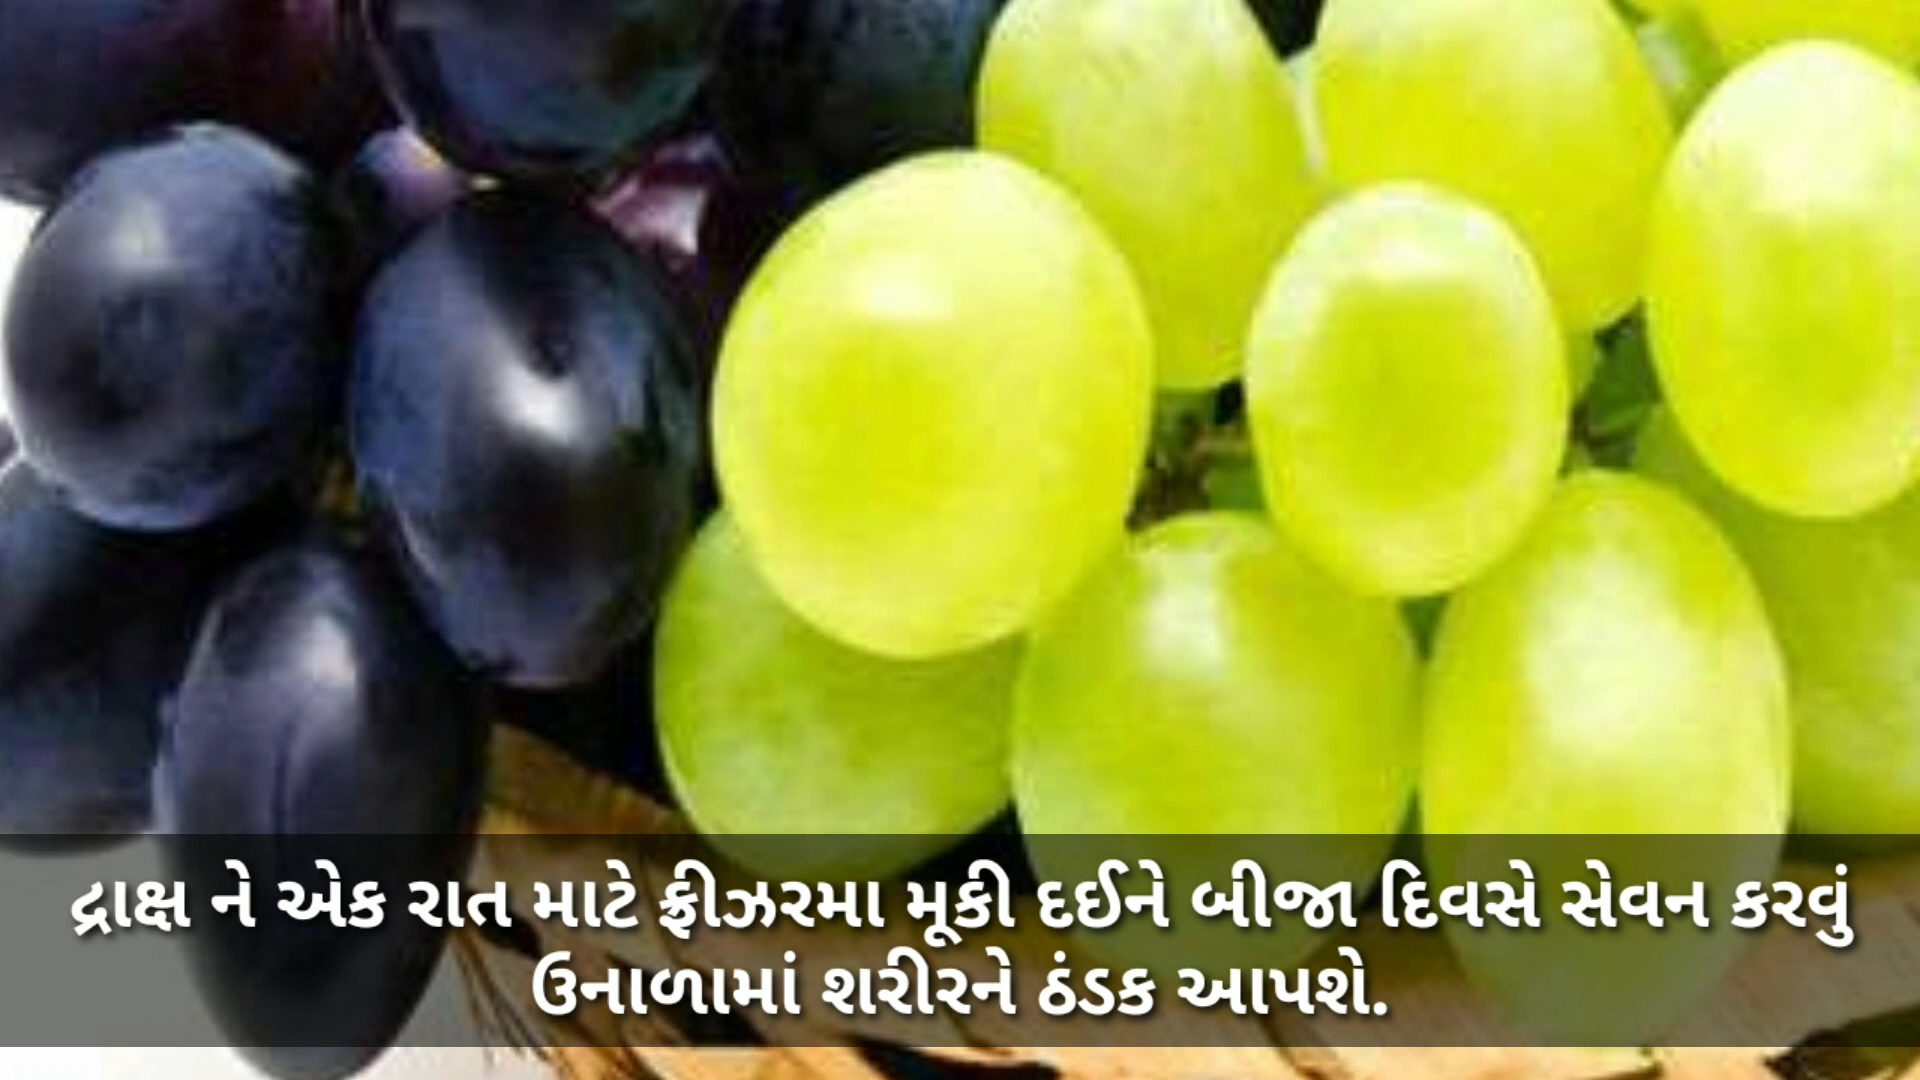 દ્રાક્ષ ને એક રાત માટે ફ્રીઝરમા મૂકી દઈને બીજા દિવસે સેવન કરવું
ઉનાળામાં શરીરને ઠંડક આપશે.